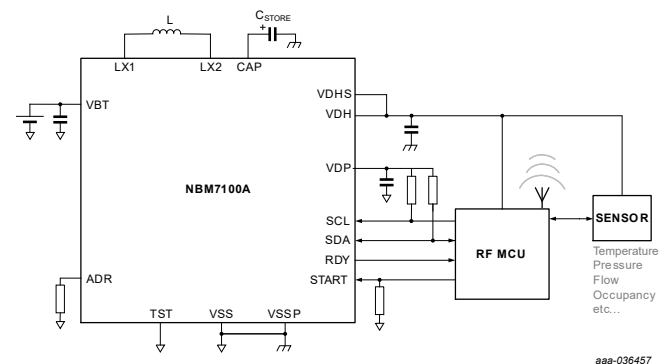 L
CSTORE
+
LX1
LX2
CAP
VBT
VDHS
VDH
VDP
NBM7100A
SCL
SDA
RDY
START
ADR
TST
VSS
VSSP
RF MCU
SENSOR
Temperature
Pressure
Flow
Occupancy
etc...
aaa-036457